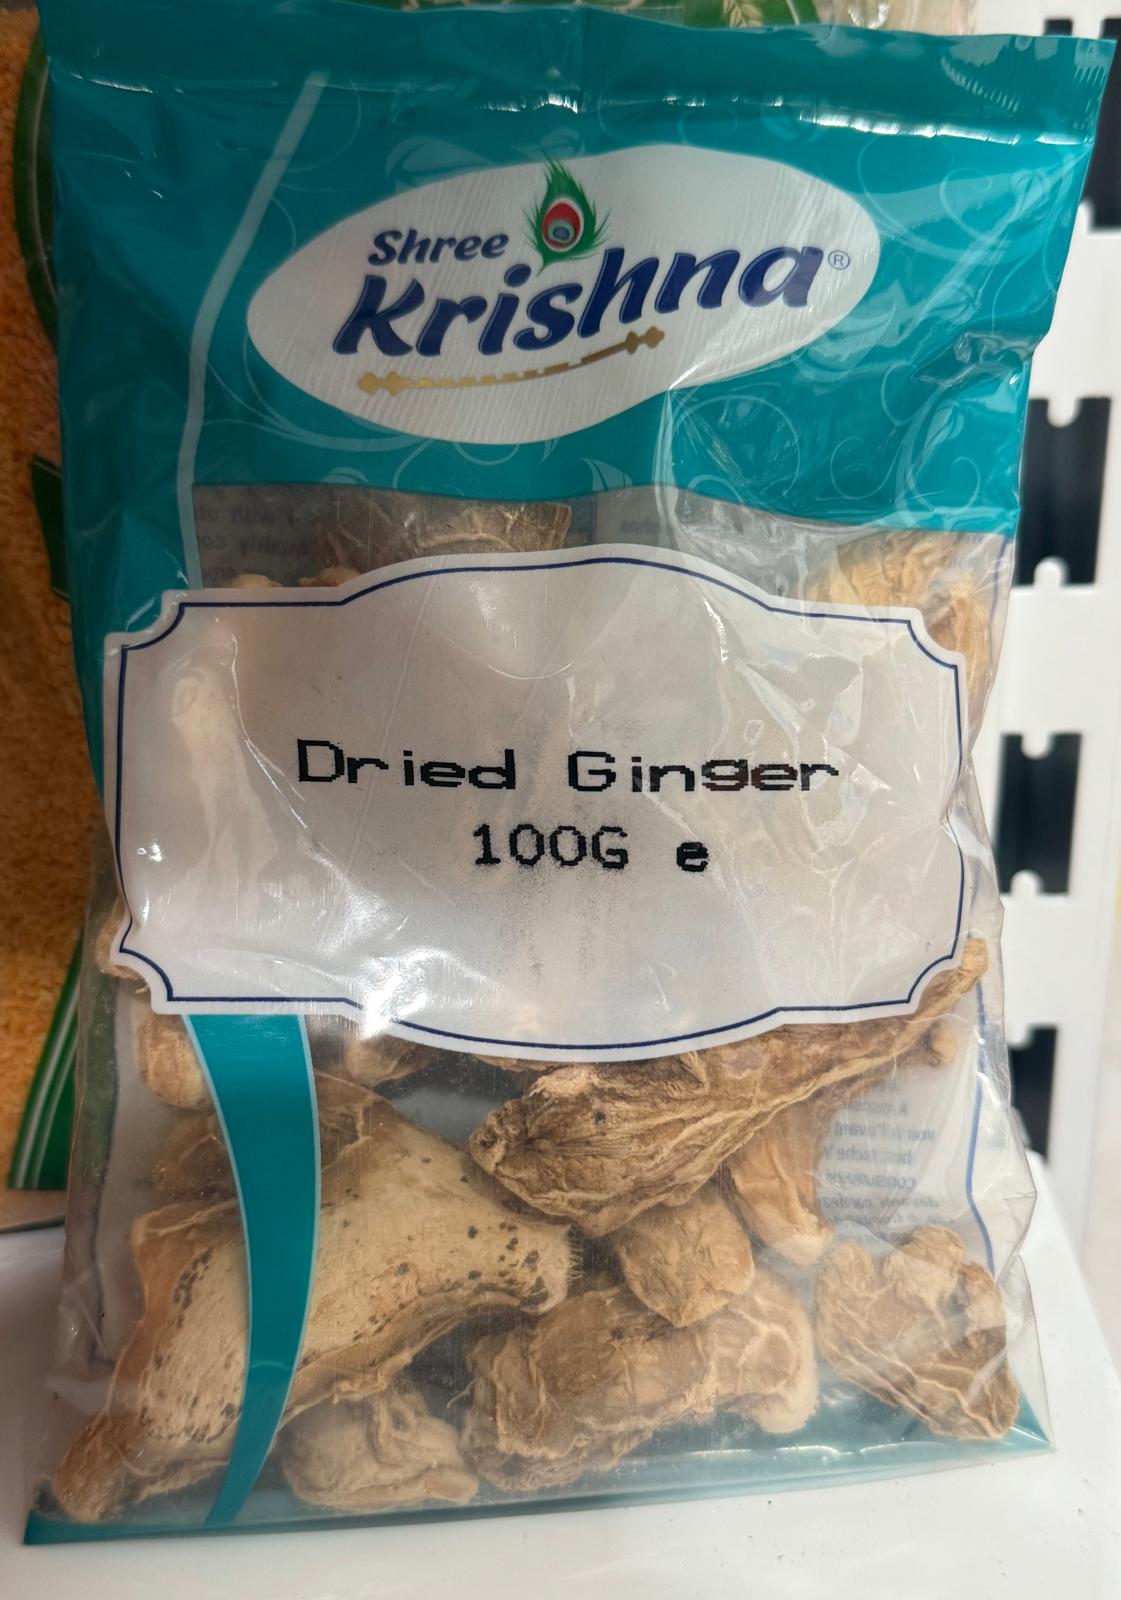 Shree
Krishna®
Dried Ginger
100G e